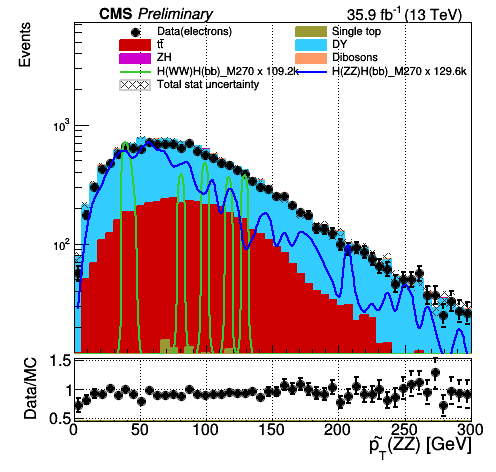 CMS Preliminary 35.9 fb⁻¹ (13 TeV)
Events
Data(electrons) Single top
tt̄ DY
ZH Dibosons
H(WW)H(bb)_M270 x 109.2k H(ZZ)H(bb)_M270 x 129.6k
Total stat uncertainty
10³
10²
Data/MC
1.5
1
0.5
0 50 100 150 200 250 300
p̃_T(ZZ) [GeV]